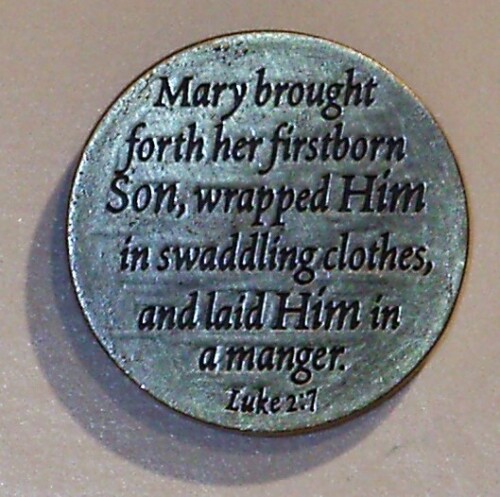 Mary brought
forth her firstborn
Son, wrapped Him
in swaddling clothes,
and laid Him in
a manger.
Luke 2:7